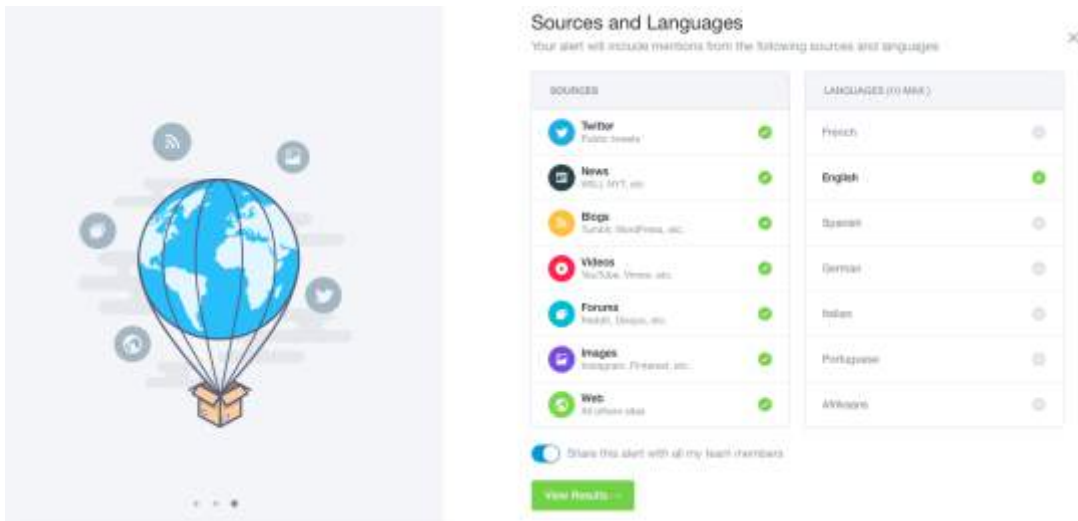 Sources and Languages
Your alert will include mentions from the following sources and languages
SOURCES
Twitter
Public tweets
News
WSJ, NYT, etc.
Blogs
Tumblr, WordPress, etc.
Videos
YouTube, Vimeo, etc.
Forums
Reddit, Disqus, etc.
Images
Instagram, Pinterest, etc.
Web
All others sites
LANGUAGES MAX.)
French
English
Spanish
German
Italian
Portuguese
Afrikaans
Share this alert with all my team members
View Results